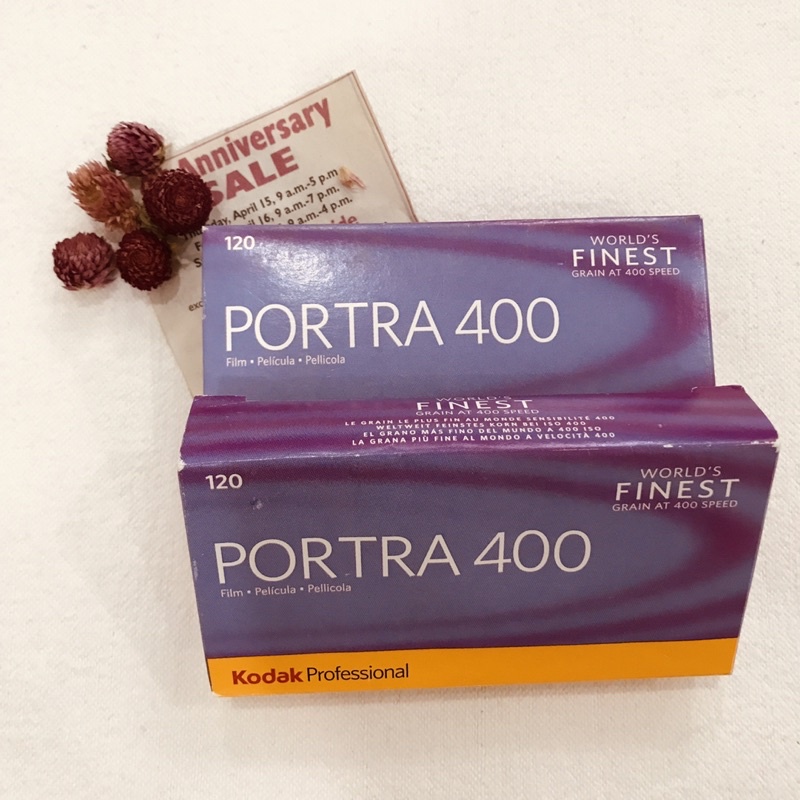 Anniversary
SALE
April 15, 9 a.m.-5 p.m.
16, 9 a.m.-7 p.m.
9 a.m.-4 p.m.
120
WORLD'S
FINEST
GRAIN AT 400 SPEED
PORTRA 400
Film • Película • Pellicola
WORLD'S
FINEST
GRAIN AT 400 SPEED
LE GRAIN LE PLUS FIN AU MONDE SENSIBILITÉ 400
WELTWEIT FEINSTES KORN BEI ISO 400
EL GRANO MÁS FINO DEL MUNDO A 400 ISO
LA GRANA PIÙ FINE AL MONDO A VELOCITÀ 400
120
WORLD'S
FINEST
GRAIN AT 400 SPEED
PORTRA 400
Film • Película • Pellicola
Kodak Professional